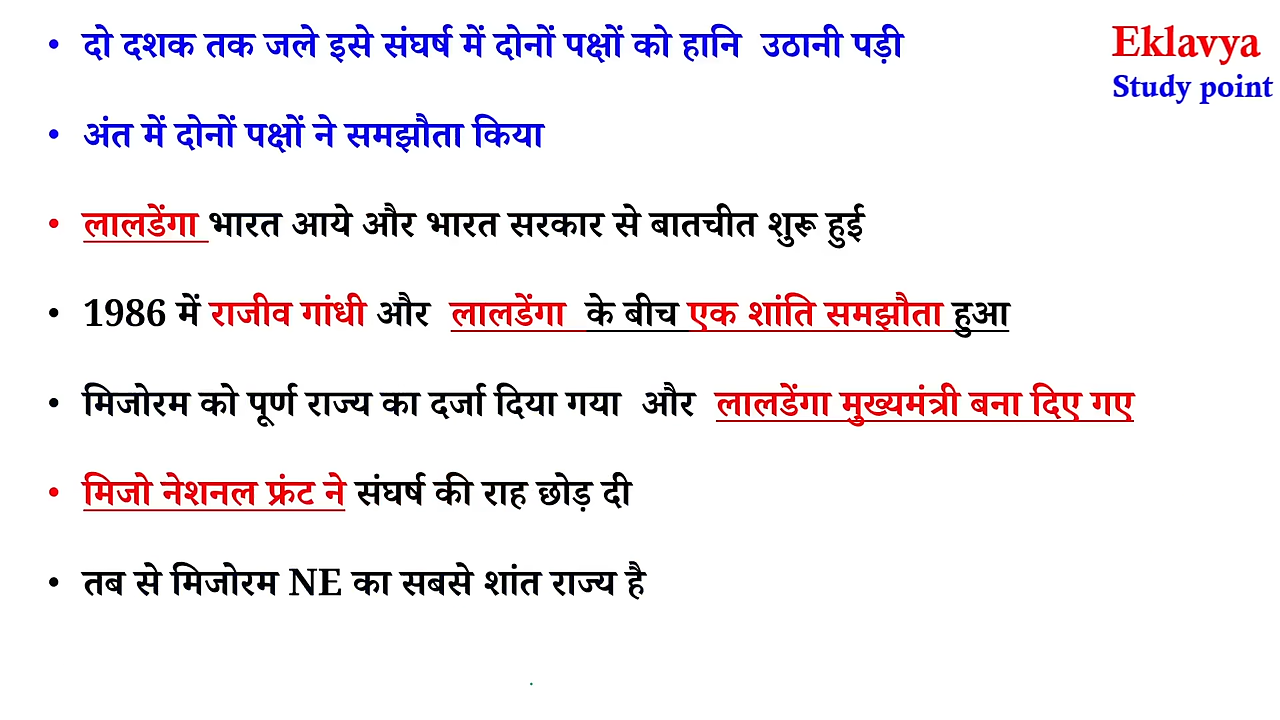 • दो दशक तक जले इसे संघर्ष में दोनों पक्षों को हानि उठानी पड़ी
Eklavya
Study point
• अंत में दोनों पक्षों ने समझौता किया
• लालडेंगा भारत आये और भारत सरकार से बातचीत शुरू हुई
• 1986 में राजीव गांधी और लालडेंगा के बीच एक शांति समझौता हुआ
• मिजोरम को पूर्ण राज्य का दर्जा दिया गया और लालडेंगा मुख्यमंत्री बना दिए गए
• मिजो नेशनल फ्रंट ने संघर्ष की राह छोड़ दी
• तब से मिजोरम NE का सबसे शांत राज्य है